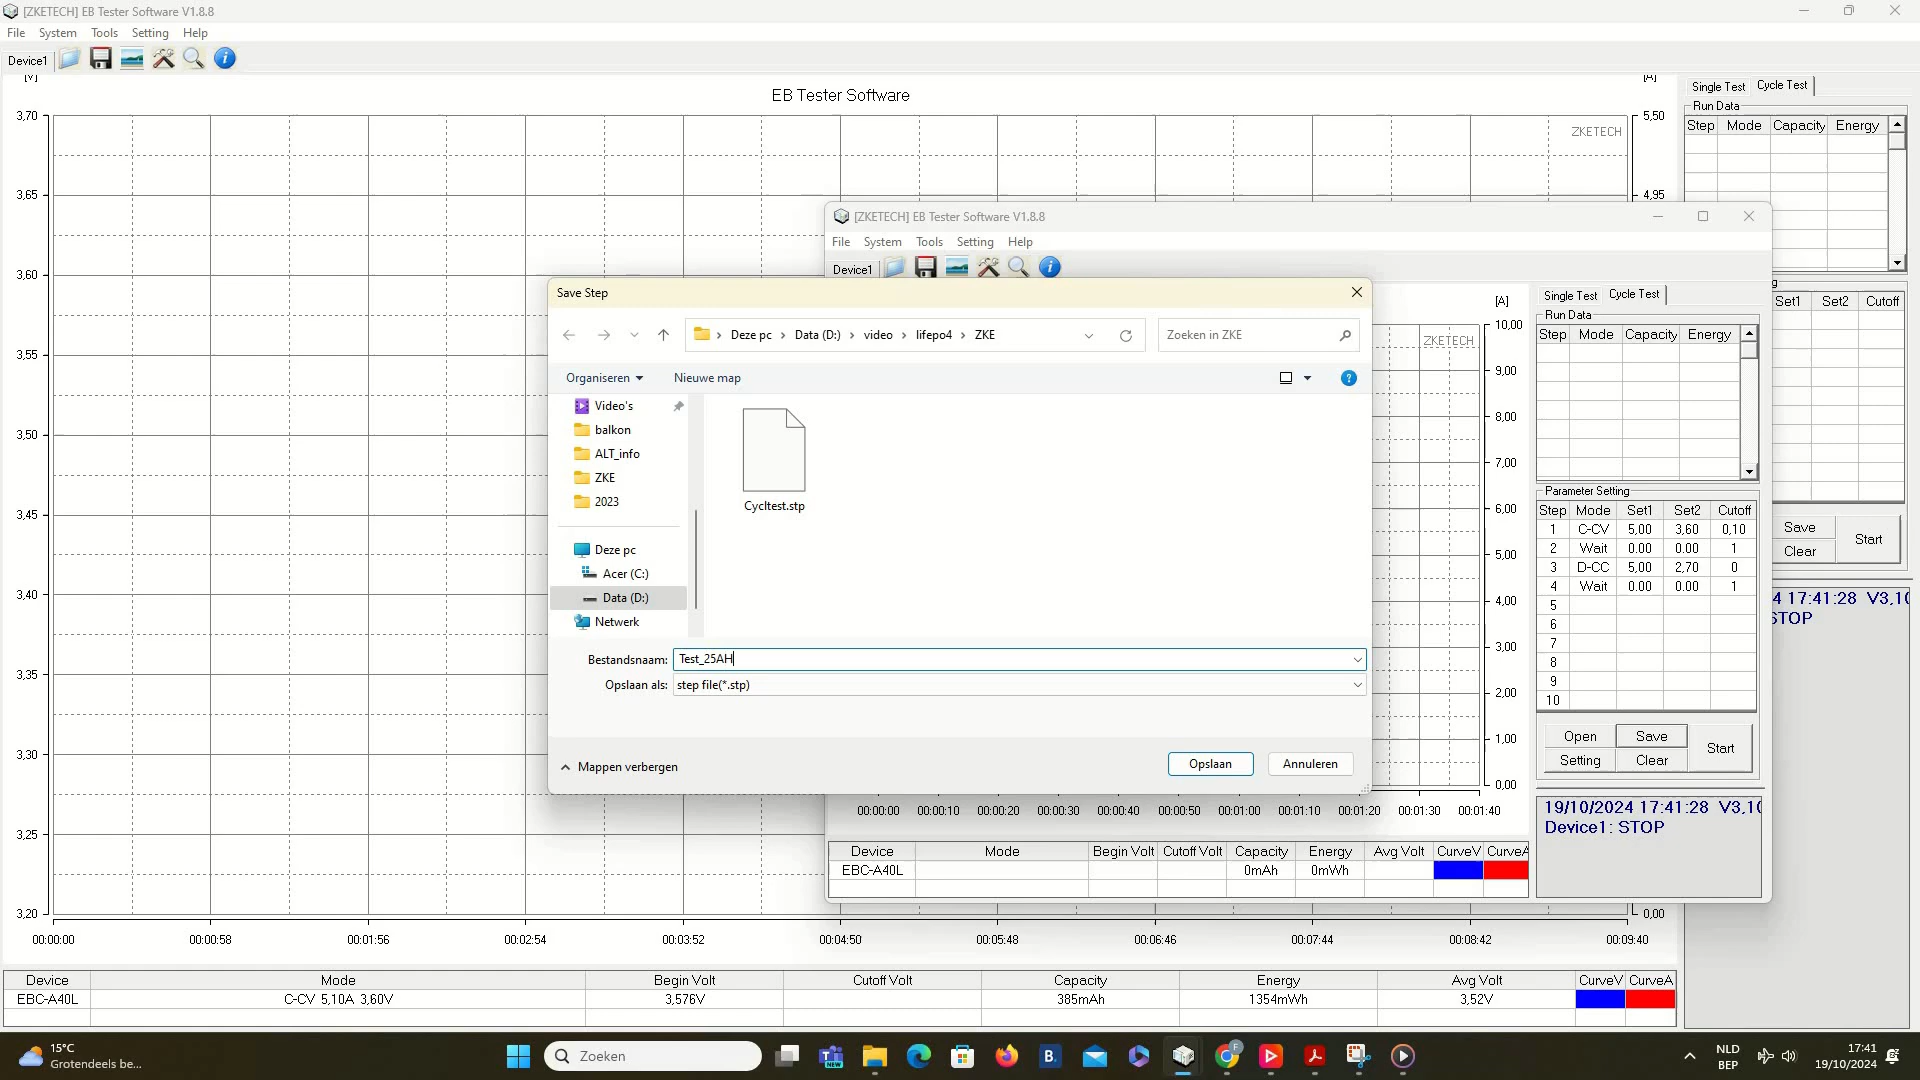 [ZKETECH] EB Tester Software V1.8.8
File System Tools Setting Help
Device1
[V]
EB Tester Software
[A]
ZKETECH
3,70
3,65
3,60
3,55
3,50
3,45
3,40
3,35
3,30
3,25
3,20
5,50
4,95
0,00
00:00:00 00:00:58 00:01:56 00:02:54 00:03:52 00:04:50 00:05:48 00:06:46 00:07:44 00:08:42 00:09:40
Device Mode Begin Volt Cutoff Volt Capacity Energy Avg Volt CurveV CurveA
EBC-A40L C-CV 5,10A 3,60V 3,576V 385mAh 1354mWh 3,52V
Single Test Cycle Test
Run Data
Step Mode Capacity Energy
Set1 Set2 Cutoff
Save
Clear
Start
4 17:41:28 V3,10
STOP
[ZKETECH] EB Tester Software V1.8.8
File System Tools Setting Help
Device1
[A]
ZKETECH
10,00
9,00
8,00
7,00
6,00
5,00
4,00
3,00
2,00
1,00
0,00
00:00:00 00:00:10 00:00:20 00:00:30 00:00:40 00:00:50 00:01:00 00:01:10 00:01:20 00:01:30 00:01:40
Device Mode Begin Volt Cutoff Volt Capacity Energy Avg Volt CurveV CurveA
EBC-A40L 0mAh 0mWh
Single Test Cycle Test
Run Data
Step Mode Capacity Energy
Parameter Setting
Step Mode Set1 Set2 Cutoff
1 C-CV 5,00 3,60 0,10
2 Wait 0.00 0.00 1
3 D-CC 5,00 2,70 0
4 Wait 0.00 0.00 1
5
6
7
8
9
10
Open Save Start
Setting Clear
19/10/2024 17:41:28 V3,10
Device1: STOP
Save Step
Deze pc › Data (D:) › video › lifepo4 › ZKE
Zoeken in ZKE
Organiseren Nieuwe map
Video's
balkon
ALT_info
ZKE
2023
Deze pc
Acer (C:)
Data (D:)
Netwerk
Cycltest.stp
Bestandsnaam: Test_25AH
Opslaan als: step file(*.stp)
Mappen verbergen
Opslaan Annuleren
15°C
Grotendeels be...
Zoeken
NLD
BEP
17:41
19/10/2024